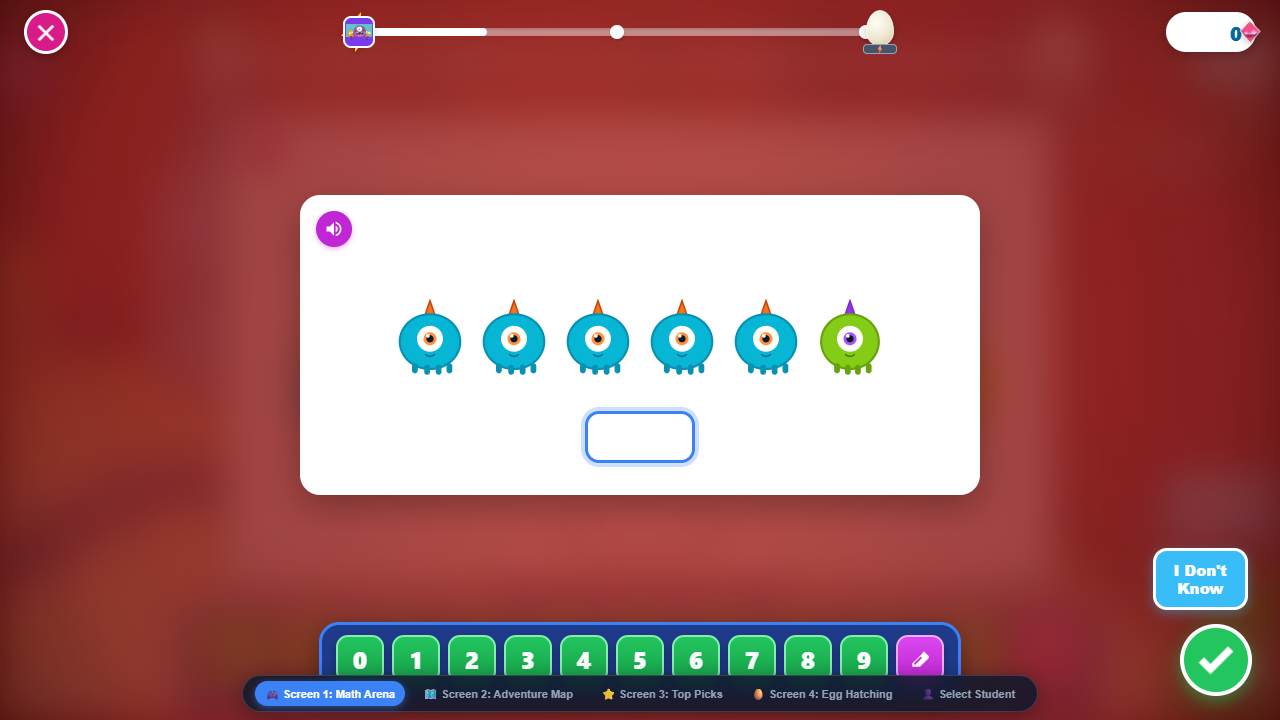 0
I Don't
Know
0 1 2 3 4 5 6 7 8 9
Screen 1: Math Arena Screen 2: Adventure Map Screen 3: Top Picks Screen 4: Egg Hatching Select Student